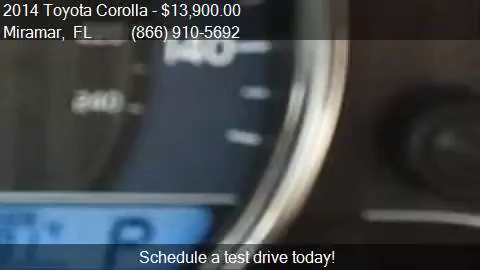 2014 Toyota Corolla - $13,900.00
Miramar, FL (866) 910-5692
140
240
P
Schedule a test drive today!